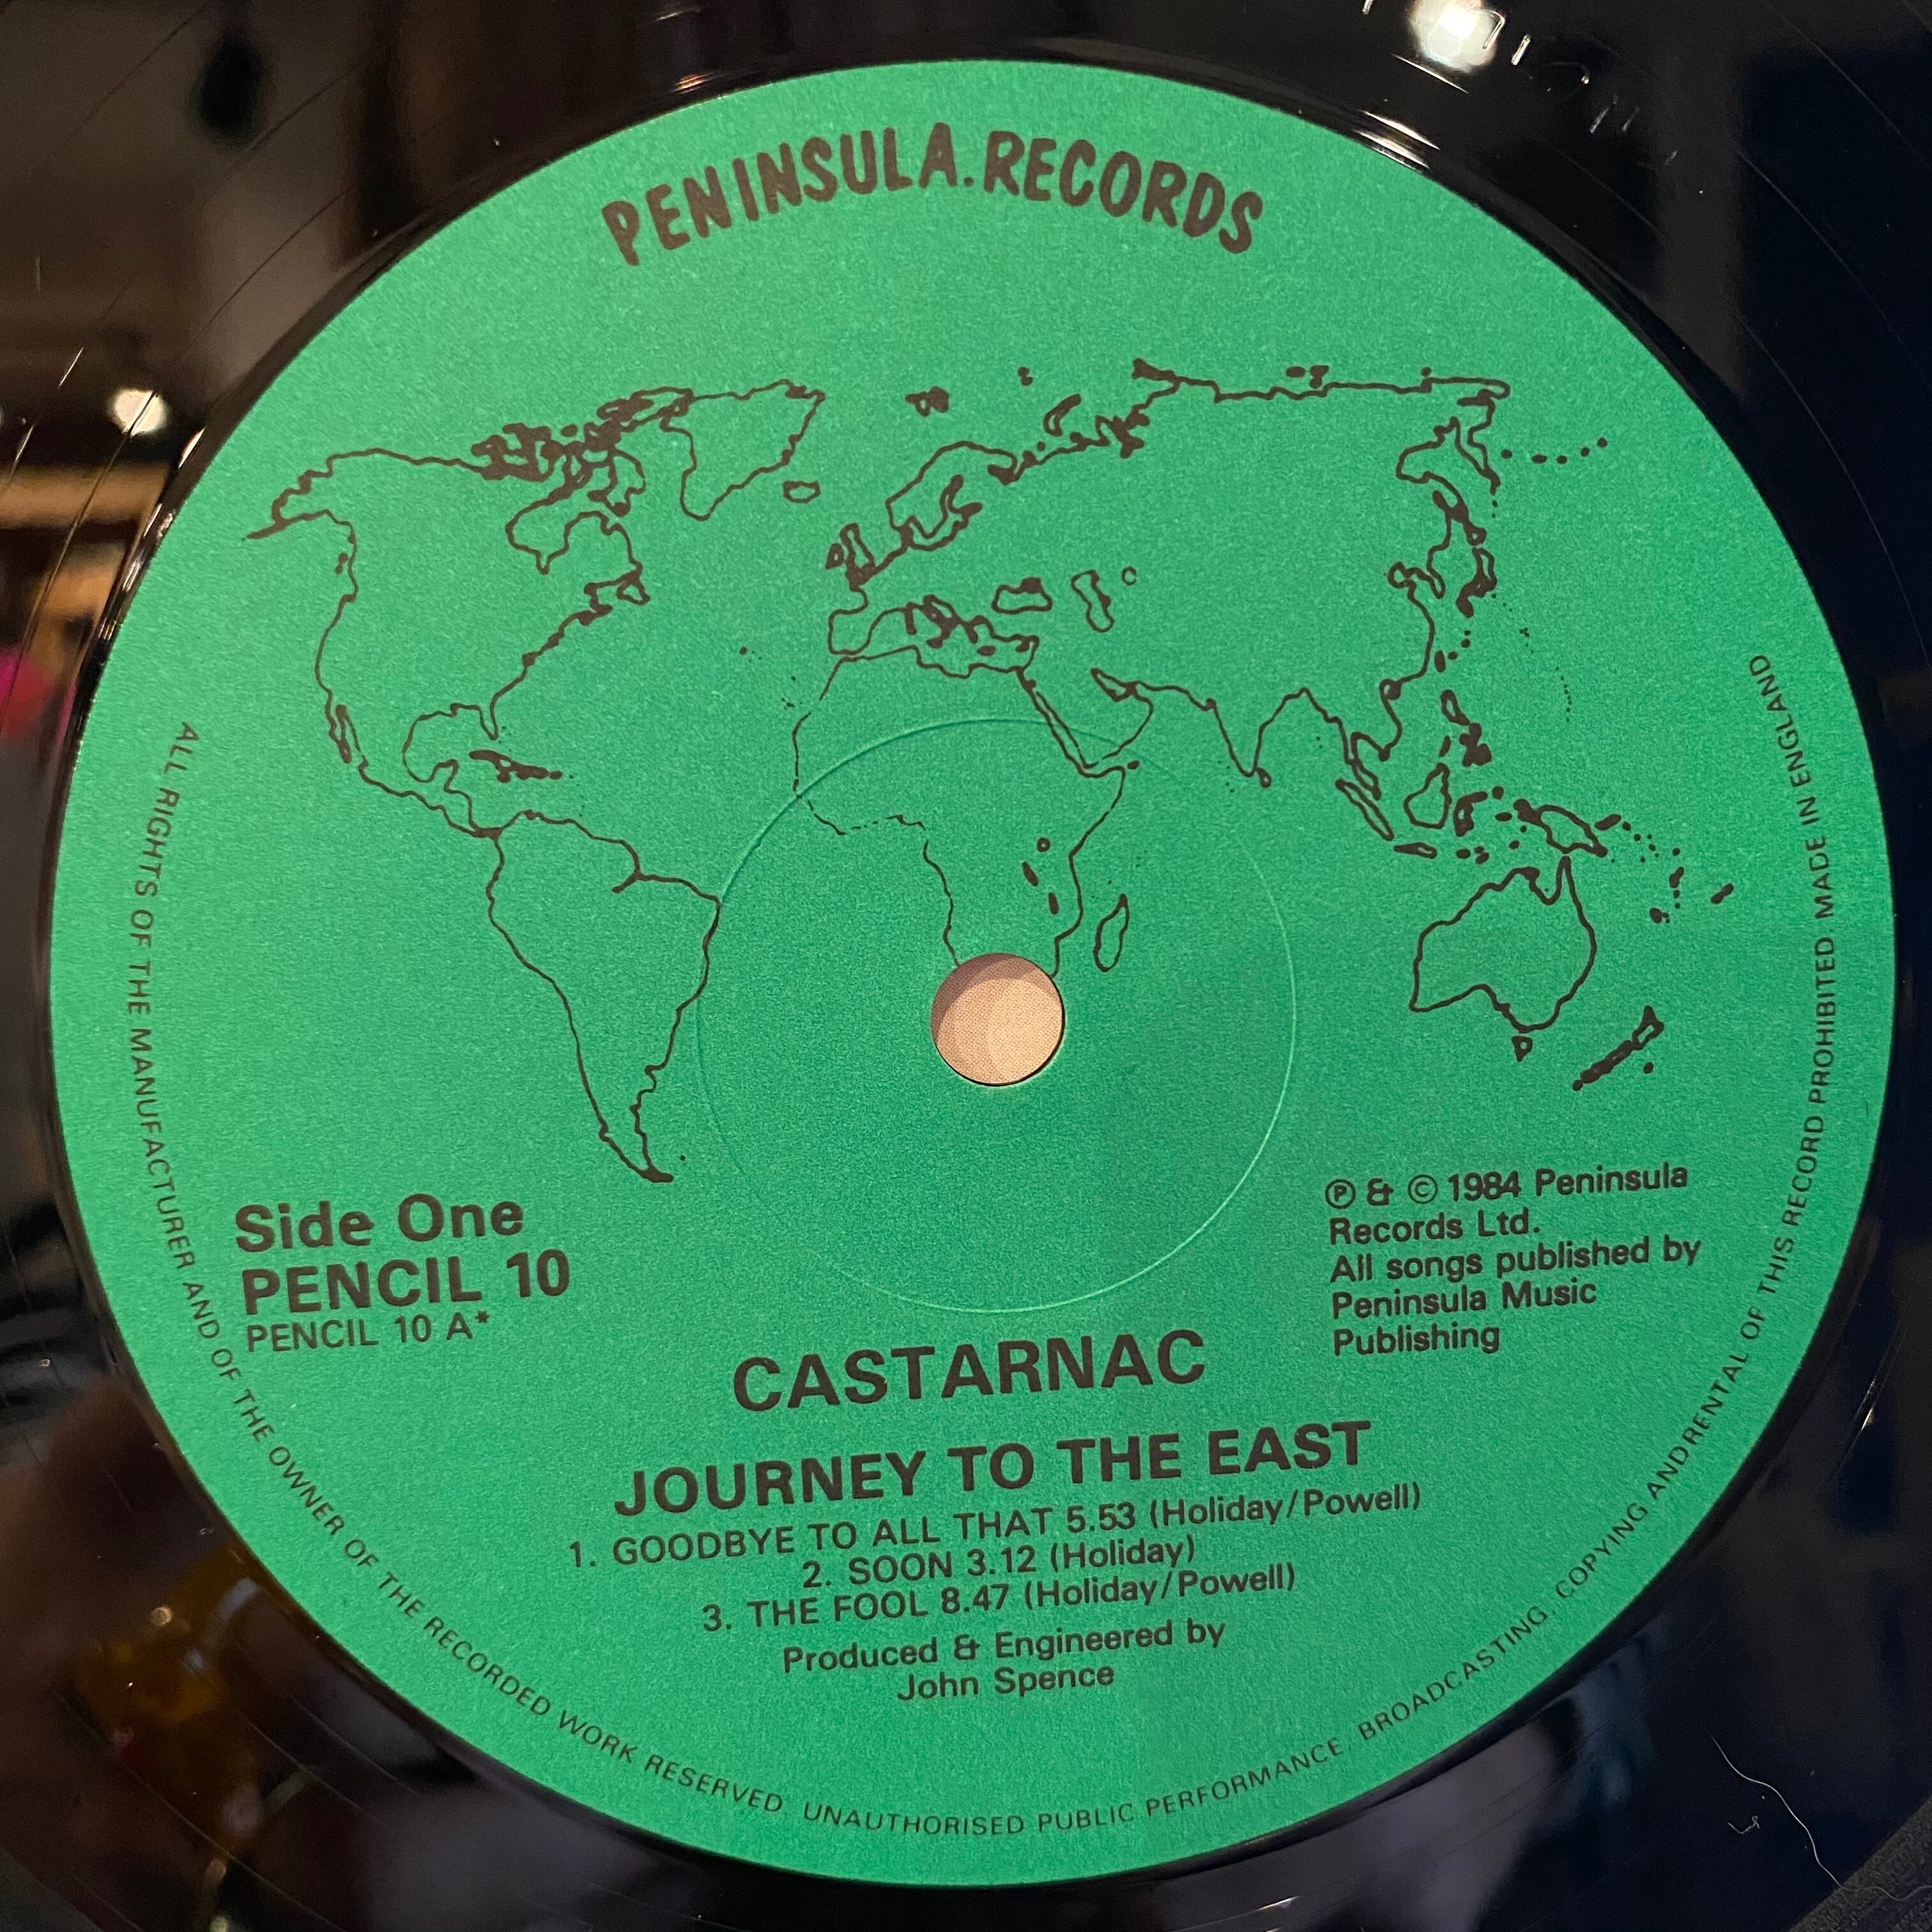 PENINSULA.RECORDS
Side One
PENCIL 10
PENCIL 10 A*
℗ & © 1984 Peninsula
Records Ltd.
All songs published by
Peninsula Music
Publishing
CASTARNAC
JOURNEY TO THE EAST
1. GOODBYE TO ALL THAT 5.53 (Holiday/Powell)
2. SOON 3.12 (Holiday)
3. THE FOOL 8.47 (Holiday/Powell)
Produced & Engineered by
John Spence
ALL RIGHTS OF THE MANUFACTURER AND OF THE OWNER OF THE RECORDED WORK RESERVED. UNAUTHORISED PUBLIC PERFORMANCE, BROADCASTING, COPYING AND RENTAL OF THIS RECORD PROHIBITED MADE IN ENGLAND